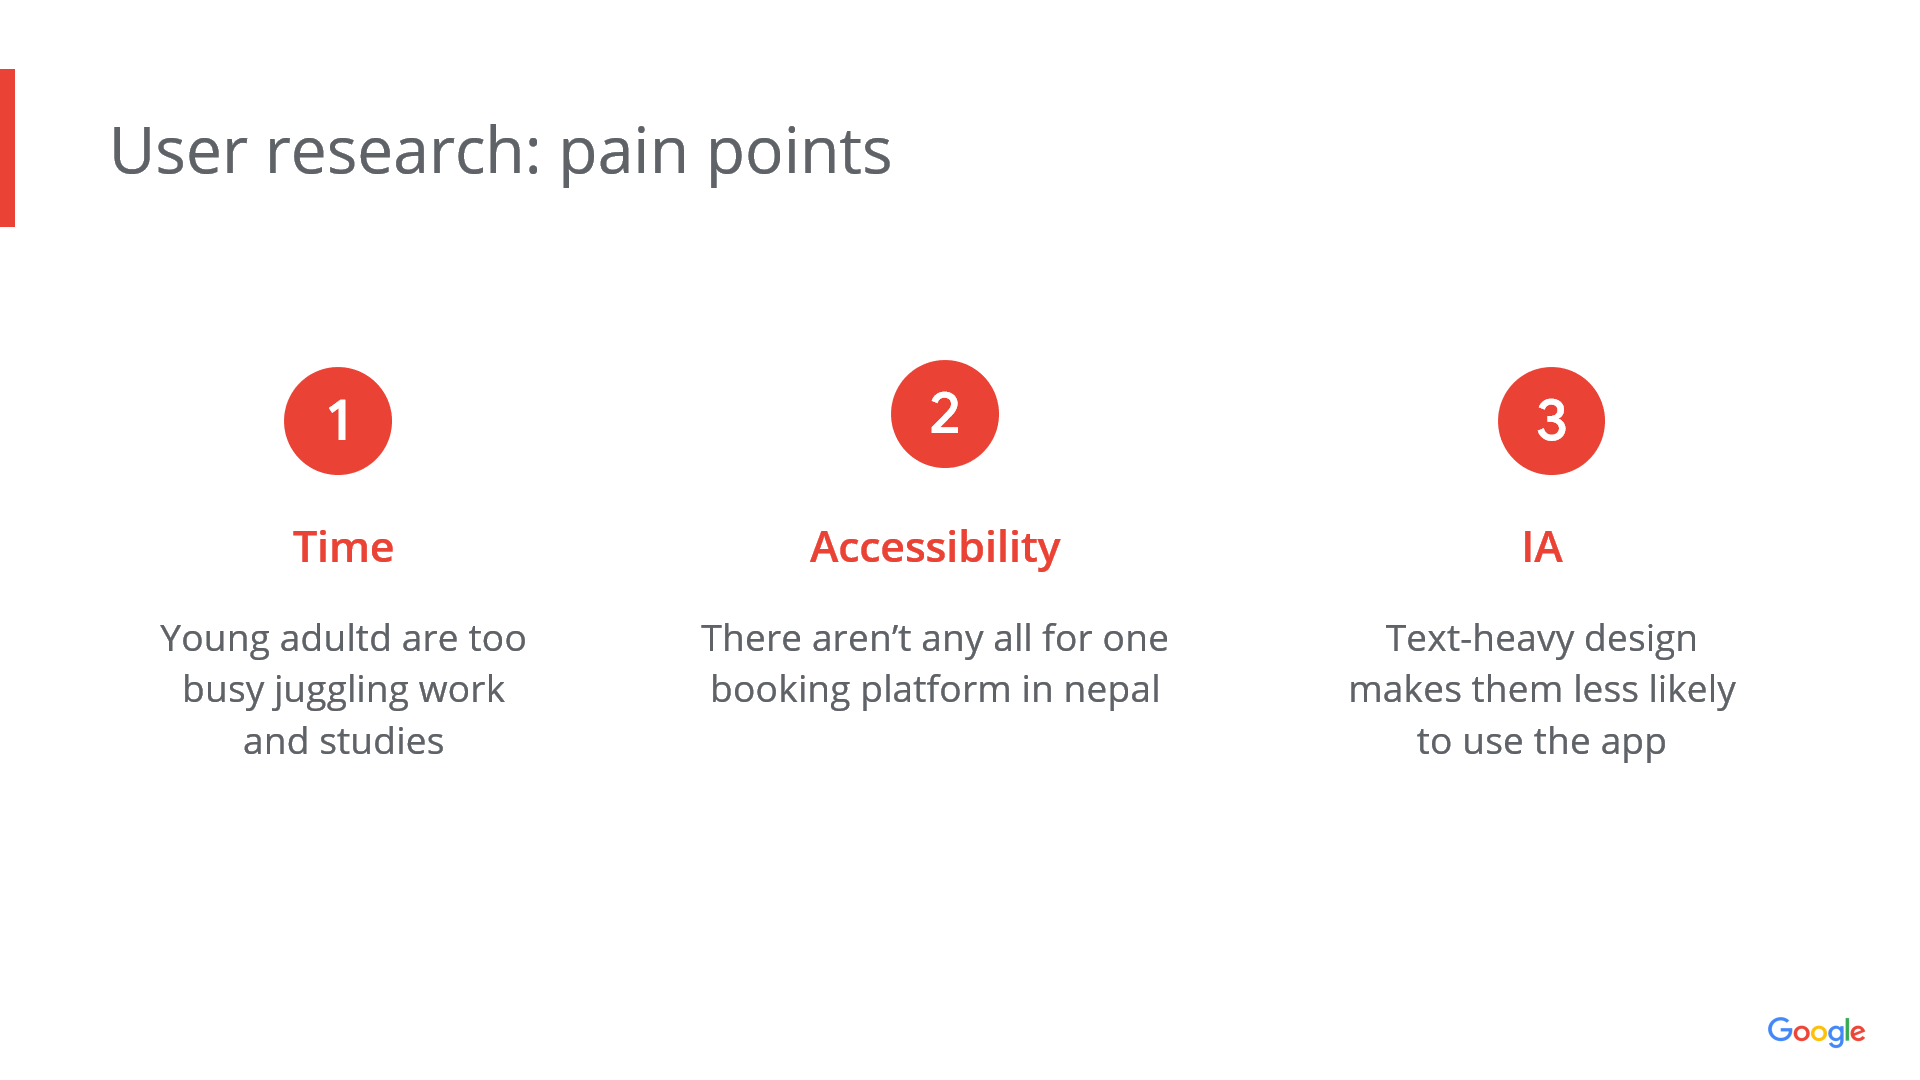 User research: pain points
1
Time
Young adultd are too
busy juggling work
and studies
2
Accessibility
There aren’t any all for one
booking platform in nepal
3
IA
Text-heavy design
makes them less likely
to use the app
Google